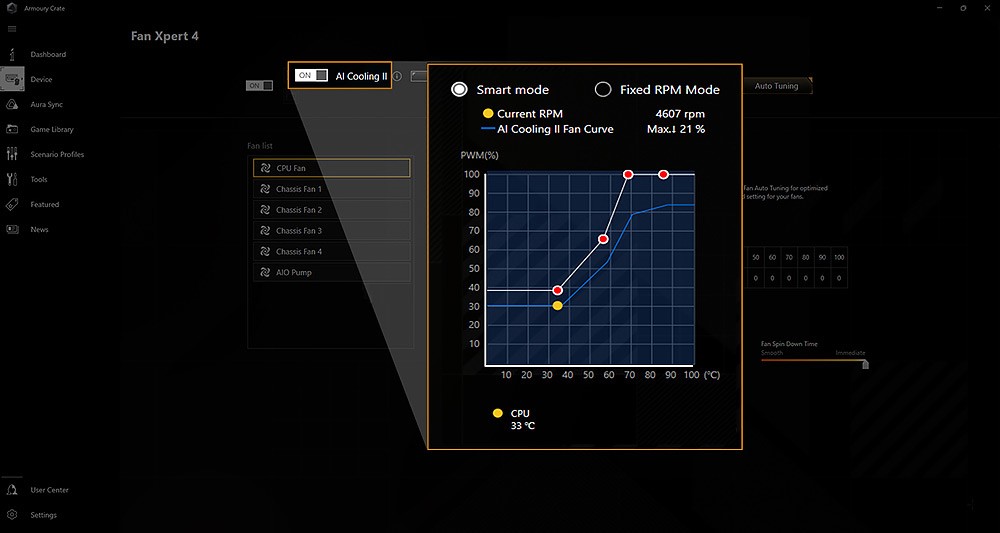 Armoury Crate
Fan Xpert 4
Dashboard
Device
Aura Sync
Game Library
Scenario Profiles
Tools
Featured
News
User Center
Settings
ON
ON AI Cooling II
Auto Tuning
Fan list
CPU Fan
Chassis Fan 1
Chassis Fan 2
Chassis Fan 3
Chassis Fan 4
AIO Pump
Smart mode Fixed RPM Mode
Current RPM 4607 rpm
AI Cooling II Fan Curve Max.↓ 21 %
PWM(%)
100
90
80
70
60
50
40
30
20
10
10 20 30 40 50 60 70 80 90 100 (°C)
CPU
33 °C
Fan Auto Tuning for optimized
setting for your fans.
50 60 70 80 90 100
0 0 0 0 0 0
Fan Spin Down Time
Smooth Immediate